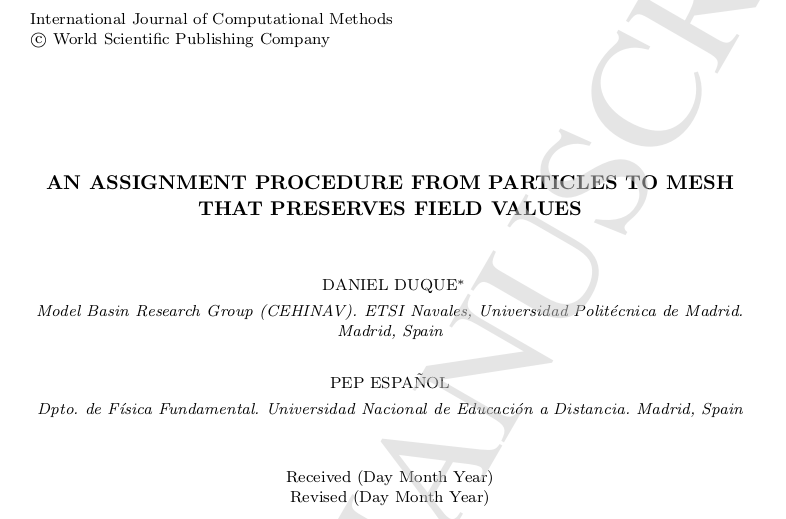 International Journal of Computational Methods
© World Scientific Publishing Company
AN ASSIGNMENT PROCEDURE FROM PARTICLES TO MESH
THAT PRESERVES FIELD VALUES
DANIEL DUQUE*
Model Basin Research Group (CEHINAV). ETSI Navales, Universidad Politécnica de Madrid.
Madrid, Spain
PEP ESPAÑOL
Dpto. de Física Fundamental. Universidad Nacional de Educación a Distancia. Madrid, Spain
Received (Day Month Year)
Revised (Day Month Year)
ANUSCR